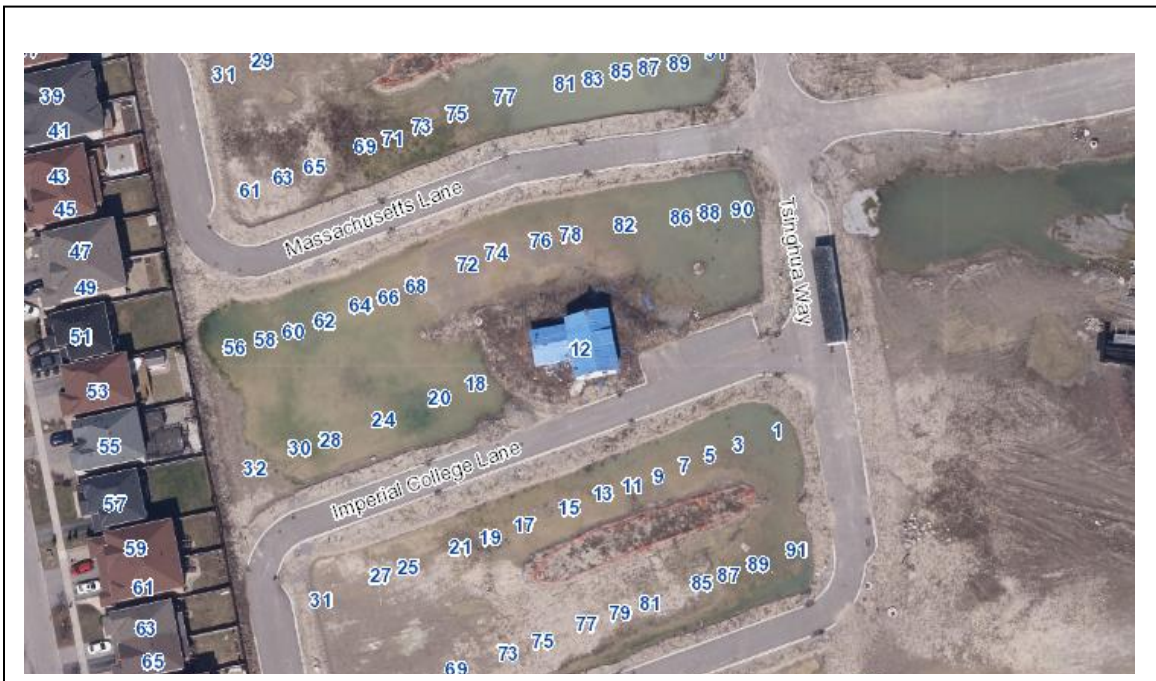 31 29 81 83 85 87 89
39 69 71 73 75 77
41
43 61 63 65
45
Massachusetts Lane
47 72 74 76 78 82 86 88 90
49
Tsinghua Way
51 56 58 60 62 64 66 68
12
53 18 20 24
55 32 30 28
Imperial College Lane
57 21 19 17 15 13 11 9 7 5 3 1
59 31 27 25
61 85 87 89 91
63 77 79 81
65 69 73 75